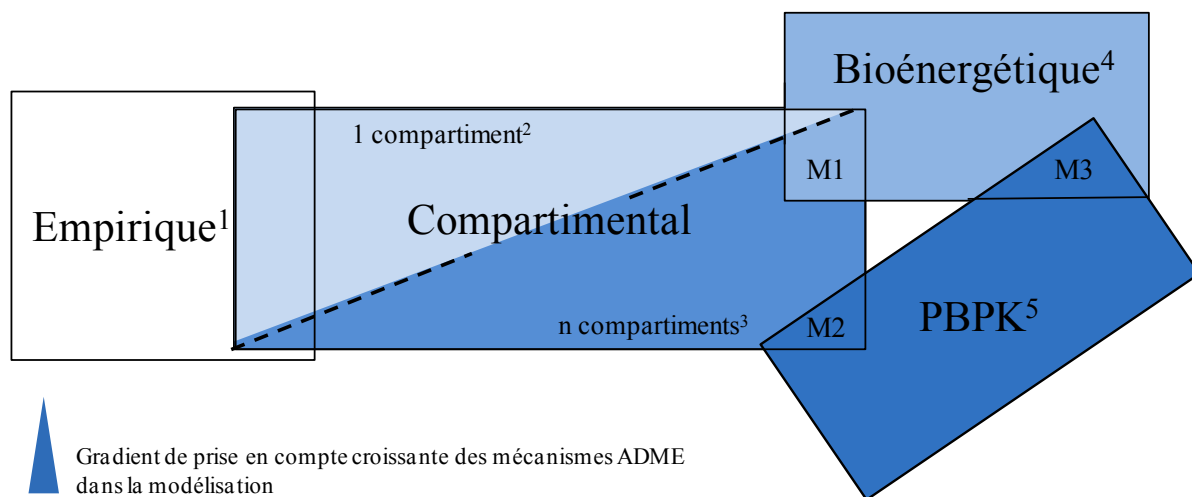 Bioénergétique⁴
1 compartiment²
M1
M3
Empirique¹
Compartimental
n compartiments³
M2
PBPK⁵
Gradient de prise en compte croissante des mécanismes ADME
dans la modélisation